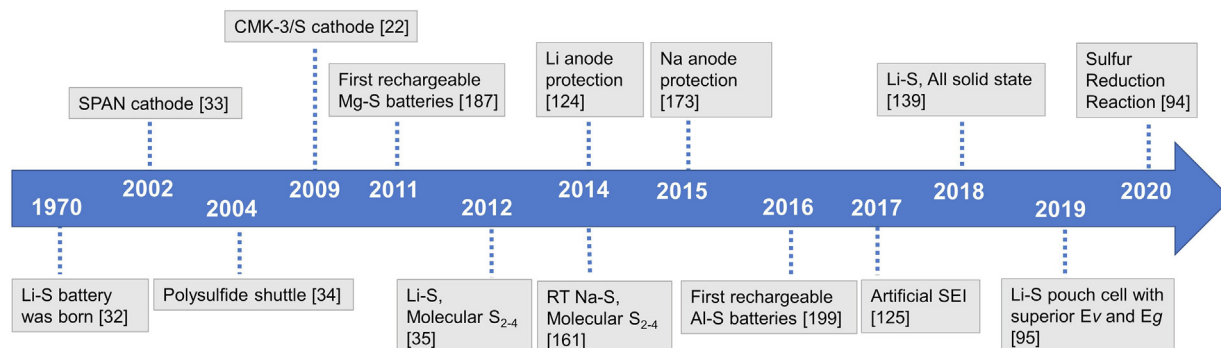 CMK-3/S cathode [22]
Li anode
protection
[124]
Na anode
protection
[173]
Sulfur
Reduction
Reaction [94]
First rechargeable
Mg-S batteries [187]
Li-S, All solid state
[139]
SPAN cathode [33]
1970
2002
2004
2009
2011
2012
2014
2015
2016
2017
2018
2019
2020
Li-S battery
was born [32]
Polysulfide shuttle [34]
Li-S,
Molecular S₂₋₄
[35]
RT Na-S,
Molecular S₂₋₄
[161]
First rechargeable
Al-S batteries [199]
Artificial SEI
[125]
Li-S pouch cell with
superior Ev and Eg
[95]